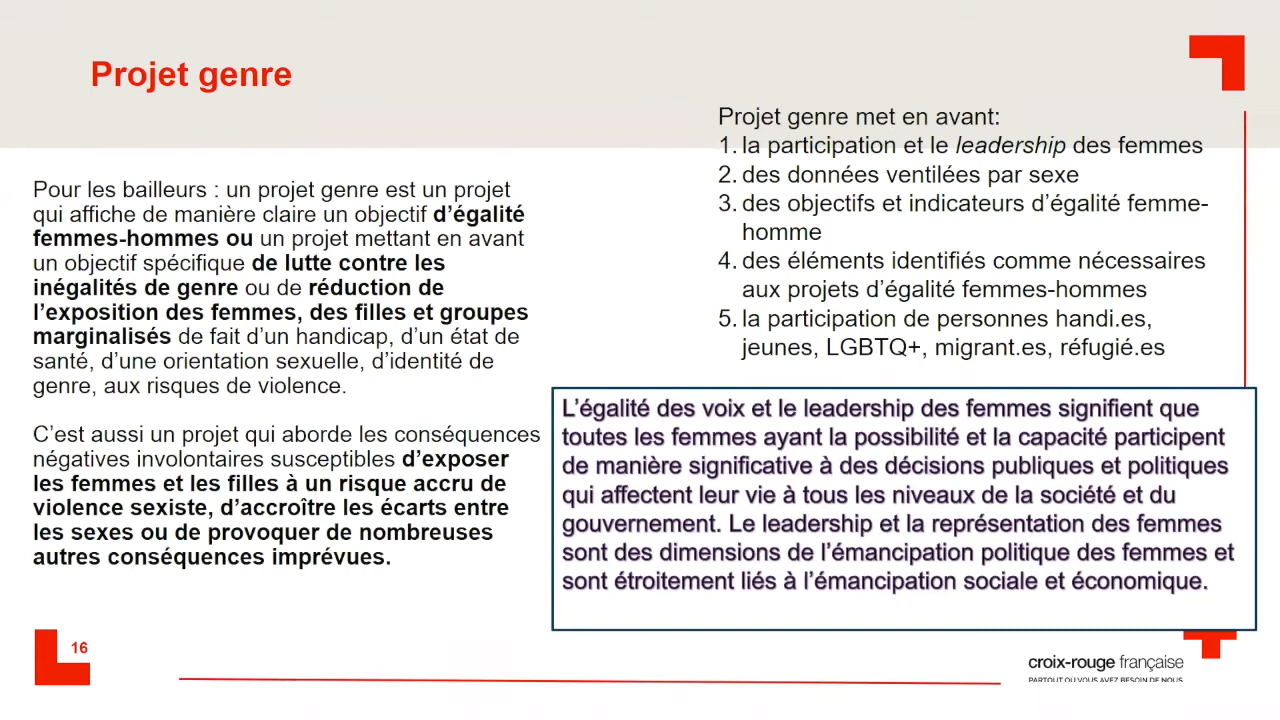 Projet genre
Pour les bailleurs : un projet genre est un projet
qui affiche de manière claire un objectif d’égalité
femmes-hommes ou un projet mettant en avant
un objectif spécifique de lutte contre les
inégalités de genre ou de réduction de
l’exposition des femmes, des filles et groupes
marginalisés de fait d’un handicap, d’un état de
santé, d’une orientation sexuelle, d’identité de
genre, aux risques de violence.
C’est aussi un projet qui aborde les conséquences
négatives involontaires susceptibles d’exposer
les femmes et les filles à un risque accru de
violence sexiste, d’accroître les écarts entre
les sexes ou de provoquer de nombreuses
autres conséquences imprévues.
Projet genre met en avant:
1. la participation et le leadership des femmes
2. des données ventilées par sexe
3. des objectifs et indicateurs d’égalité femme-
homme
4. des éléments identifiés comme nécessaires
aux projets d’égalité femmes-hommes
5. la participation de personnes handi.es,
jeunes, LGBTQ+, migrant.es, réfugié.es
L’égalité des voix et le leadership des femmes signifient que
toutes les femmes ayant la possibilité et la capacité participent
de manière significative à des décisions publiques et politiques
qui affectent leur vie à tous les niveaux de la société et du
gouvernement. Le leadership et la représentation des femmes
sont des dimensions de l’émancipation politique des femmes et
sont étroitement liés à l’émancipation sociale et économique.
16
croix-rouge française
PARTOUT OÙ VOUS AVEZ BESOIN DE NOUS